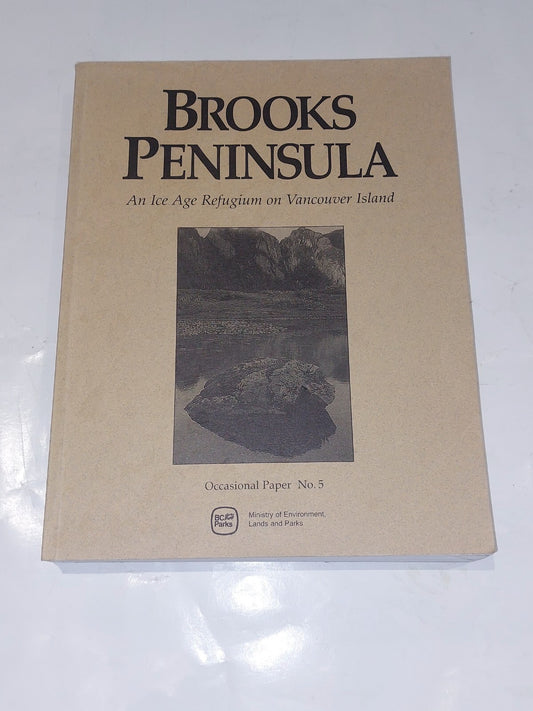 BROOKS
PENINSULA
An Ice Age Refugium on Vancouver Island
Occasional Paper No. 5
BC
Parks
Ministry of Environment,
Lands and Parks